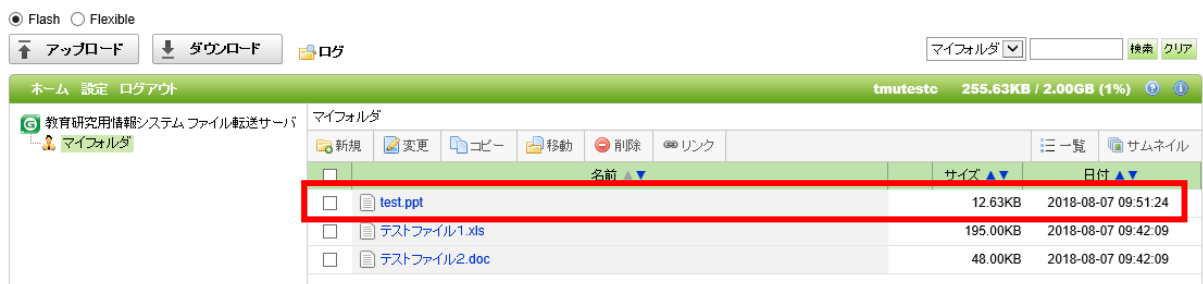 Flash Flexible
アップロード ダウンロード ログ マイフォルダ 検索 クリア
ホーム 設定 ログアウト tmutestc 255.63KB / 2.00GB (1%)
教育研究用情報システム ファイル転送サーバ
マイフォルダ
マイフォルダ
新規 変更 コピー 移動 削除 リンク 一覧 サムネイル
名前 ▲▼ サイズ ▲▼ 日付 ▲▼
test.ppt 12.63KB 2018-08-07 09:51:24
テストファイル1.xls 195.00KB 2018-08-07 09:42:09
テストファイル2.doc 48.00KB 2018-08-07 09:42:09